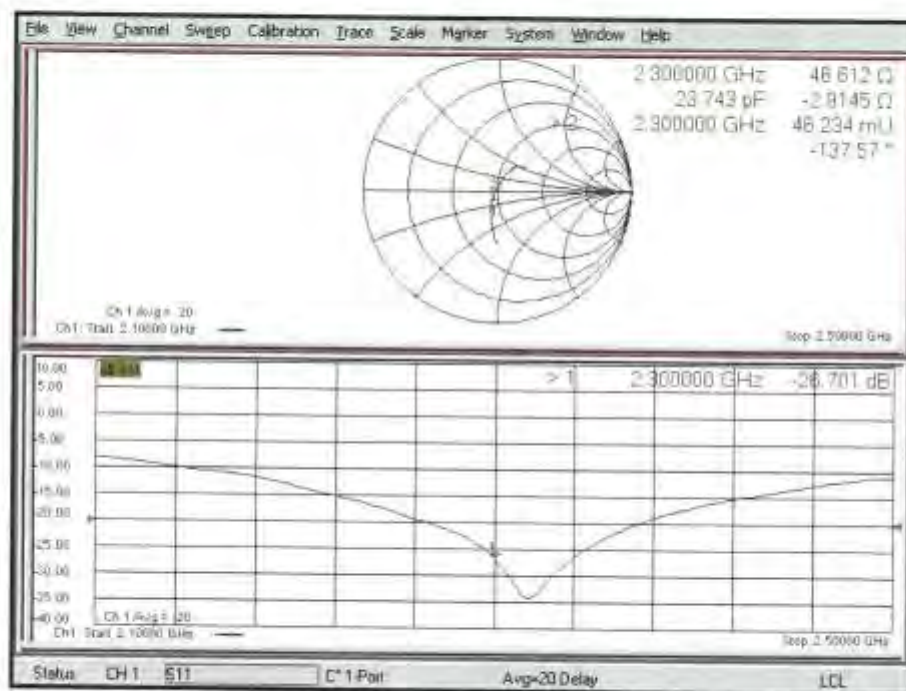 File View Channel Sweep Calibration Trace Scale Marker System Window Help
1 2.300000 GHz 46.612 Ω
23.743 pF -2.9145 Ω
> 2 2.300000 GHz 46.234 mU
-137.57 °
Ch 1 Avg = 20
Ch1: Start 2.10000 GHz
Stop 2.50000 GHz
10.00
> 1 2.300000 GHz -26.701 dB
5.00
0.00
-5.00
-10.00
-15.00
-20.00
-25.00
1
-30.00
-35.00
-40.00
Ch 1 Avg = 20
Ch1: Start 2.10000 GHz
Stop 2.50000 GHz
Status CH 1 S11 C* 1-Port Avg=20 Delay LCL